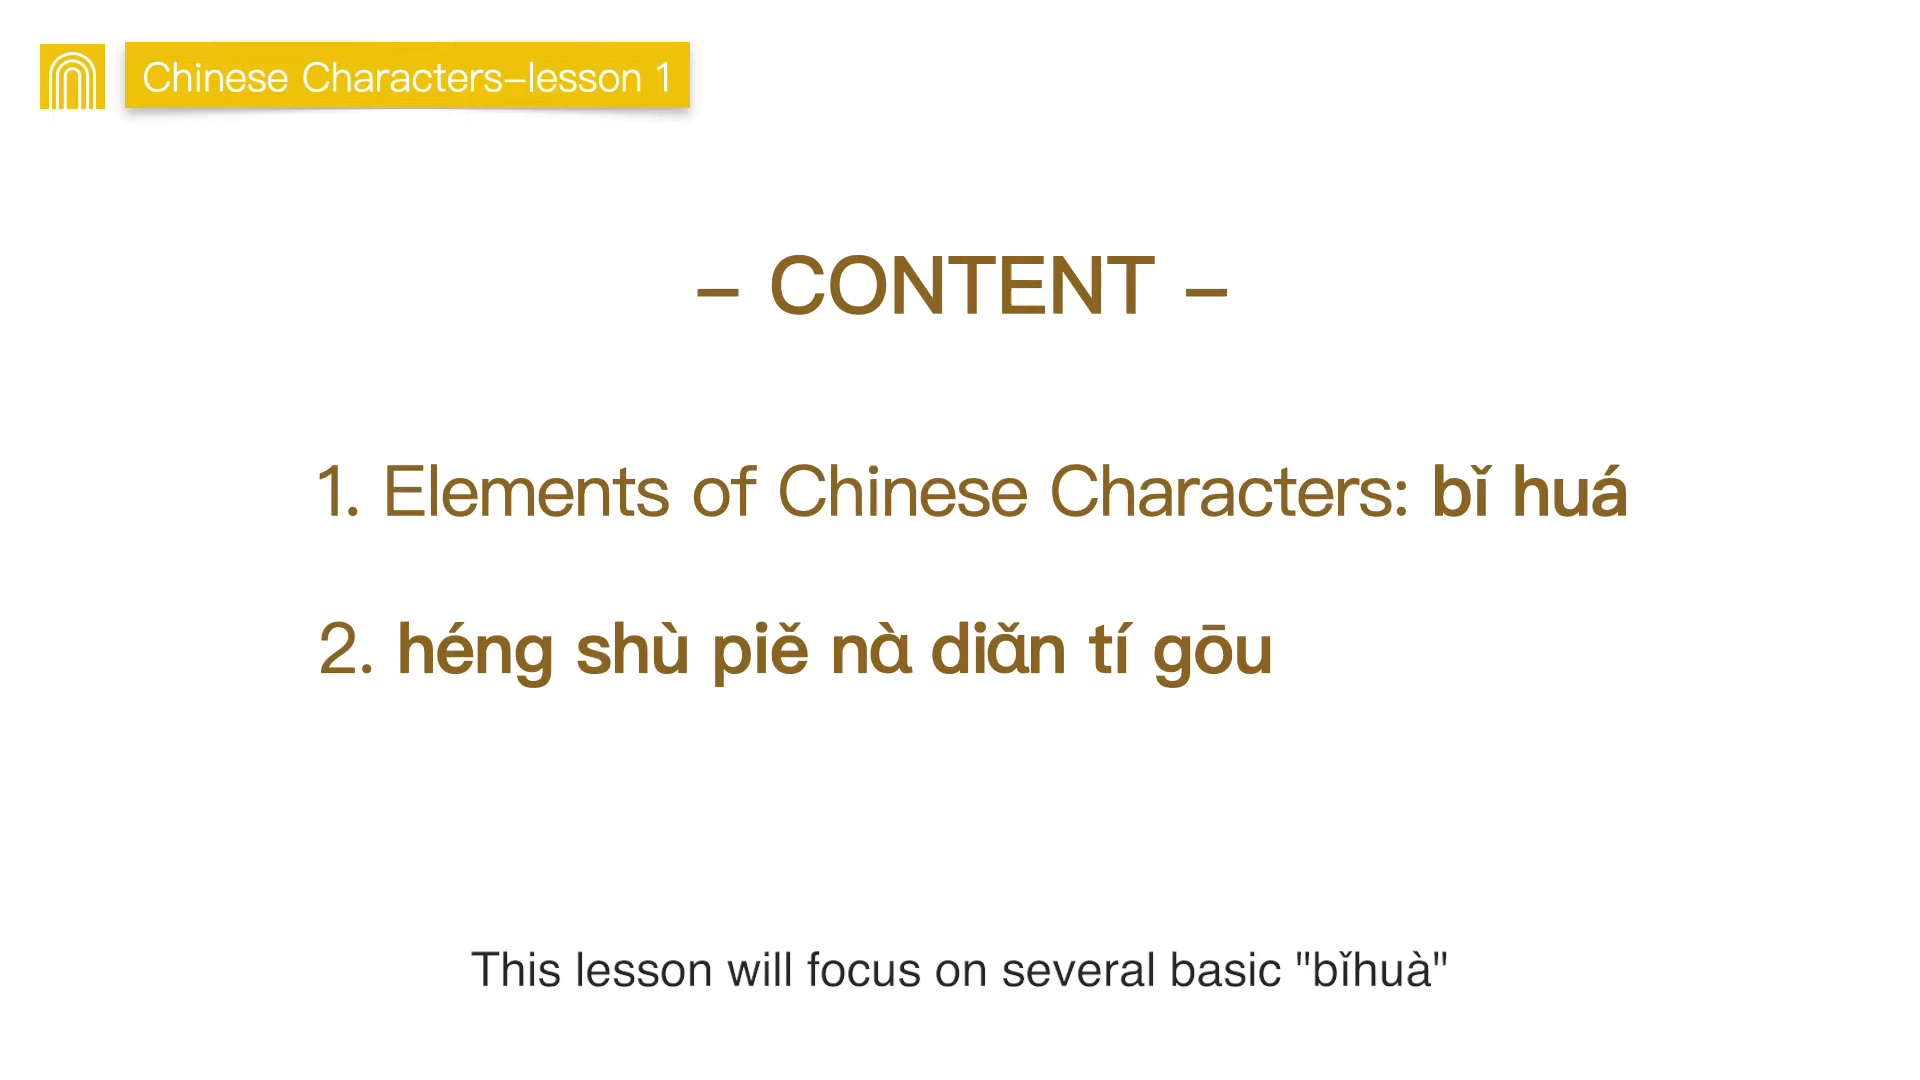 Chinese Characters–lesson 1
– CONTENT –
1. Elements of Chinese Characters: bǐ huá
2. héng shù piě nà diǎn tí gōu
This lesson will focus on several basic "bǐhuà"